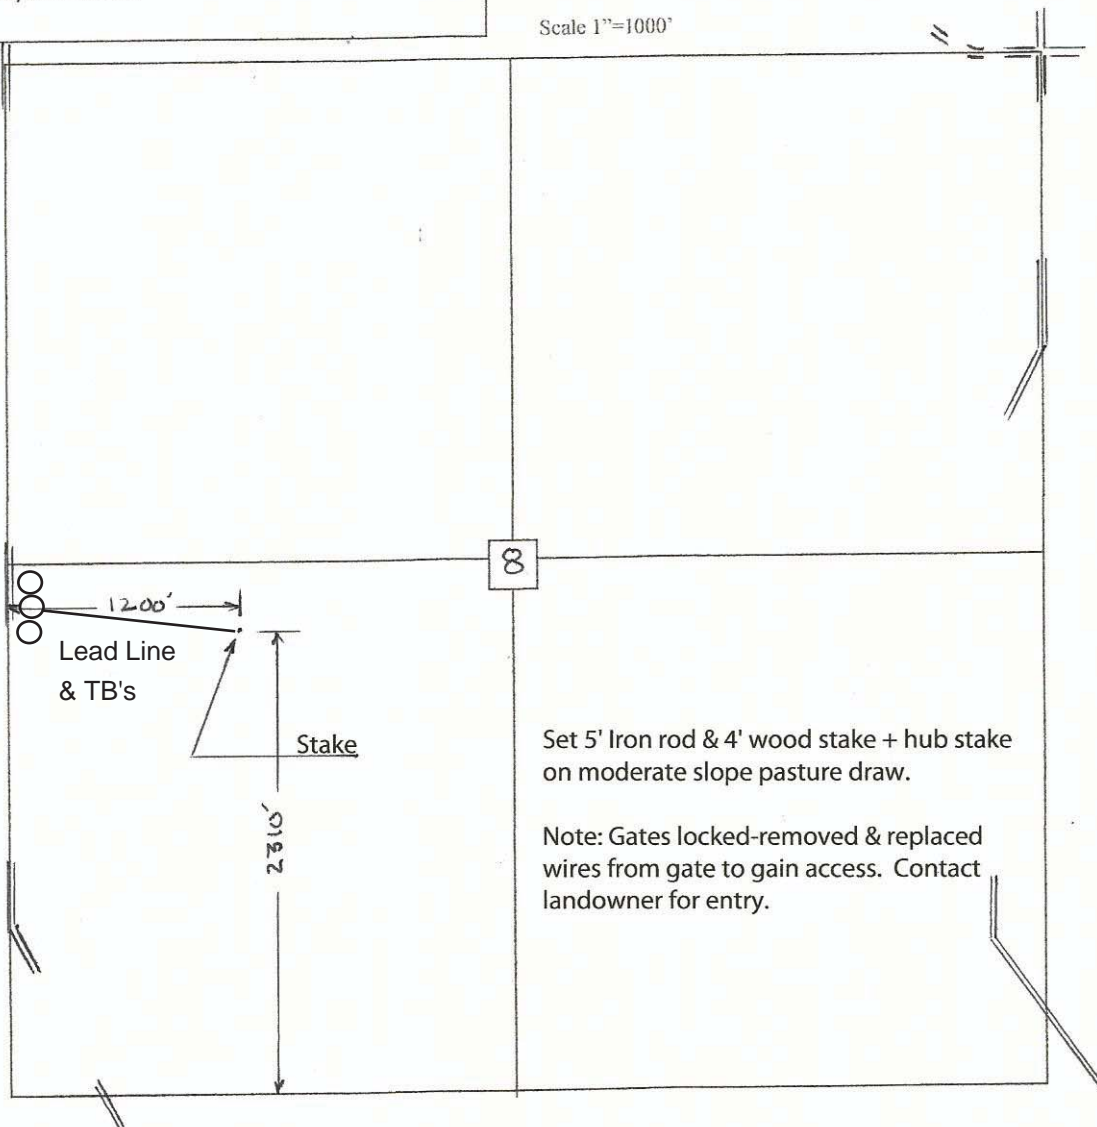 Scale 1"=1000'
8
1200'
Lead Line
& TB's
Stake
2310'
Set 5' Iron rod & 4' wood stake + hub stake
on moderate slope pasture draw.
Note: Gates locked-removed & replaced
wires from gate to gain access.  Contact
landowner for entry.